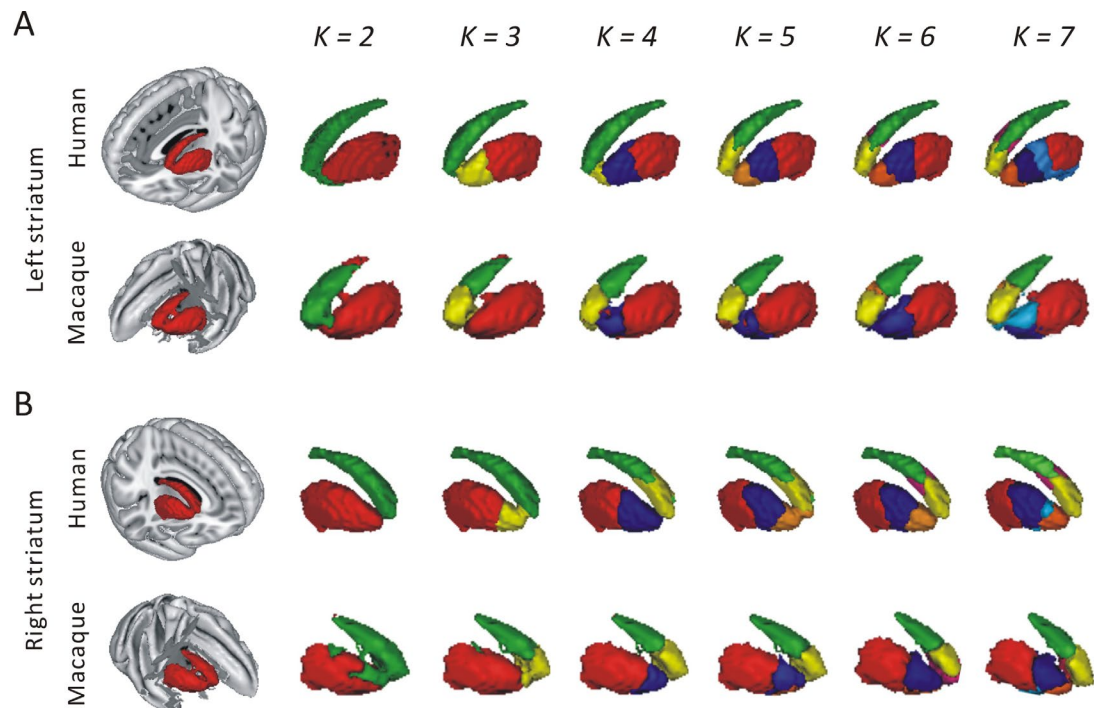 A
K = 2 K = 3 K = 4 K = 5 K = 6 K = 7
Left striatum
Human
Macaque
B
Right striatum
Human
Macaque